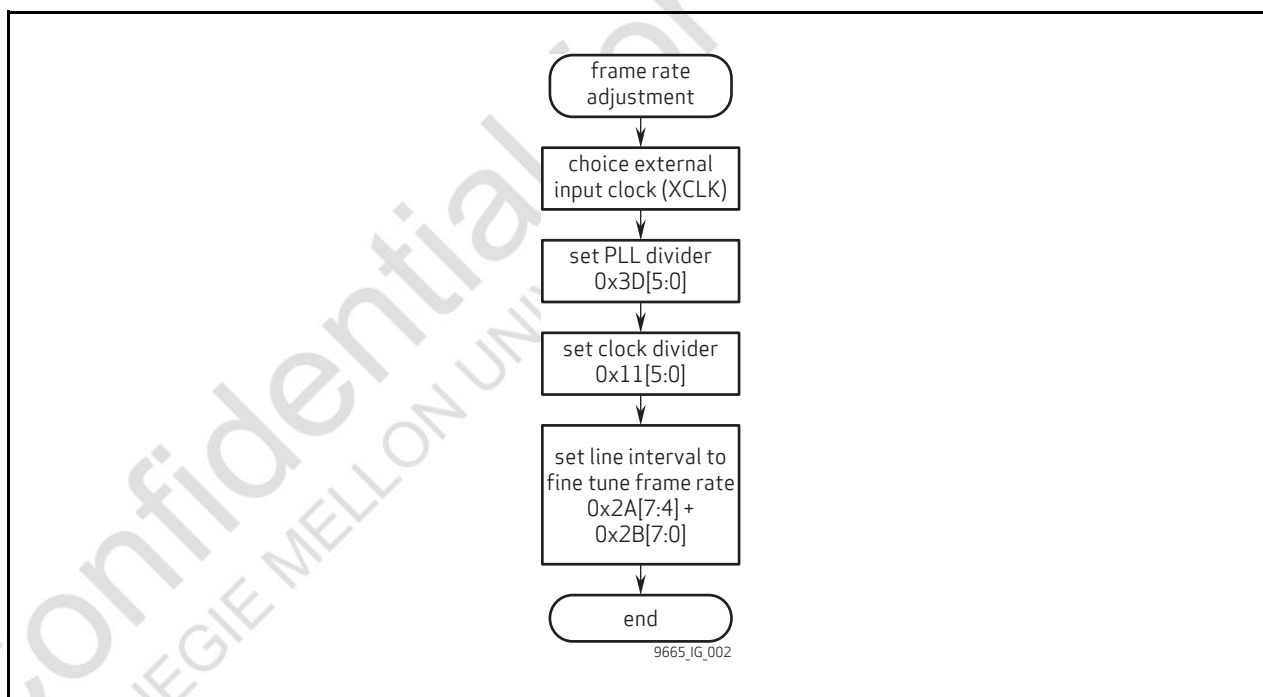 frame rate
adjustment
choice external
input clock (XCLK)
set PLL divider
0x3D[5:0]
set clock divider
0x11[5:0]
set line interval to
fine tune frame rate
0x2A[7:4] +
0x2B[7:0]
end
9665_IG_002